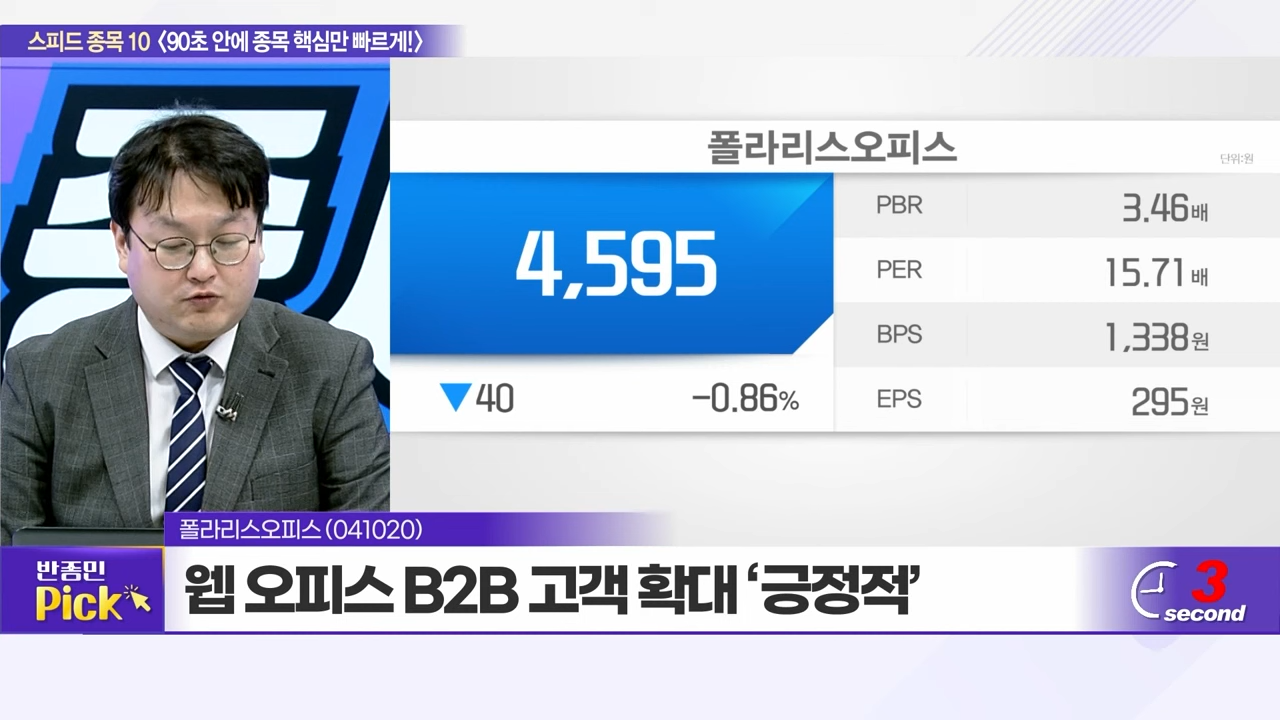 스피드 종목 10 <90초 안에 종목 핵심만 빠르게!>
폴라리스오피스
단위:원
4,595
▼40 -0.86%
PBR 3.46배
PER 15.71배
BPS 1,338원
EPS 295원
폴라리스오피스 (041020)
반종민
Pick
웹 오피스 B2B 고객 확대 ‘긍정적’
3
second